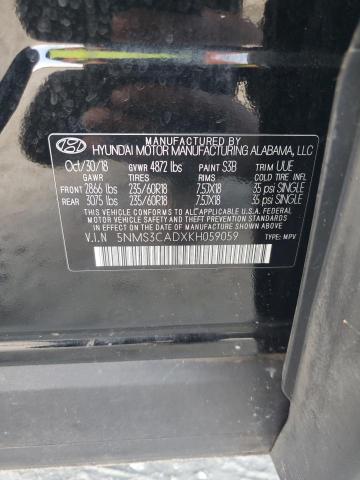 MANUFACTURED BY
HYUNDAI MOTOR MANUFACTURING ALABAMA, LLC
Oct/30/18 GVWR 4872 lbs PAINT S3B TRIM UUE
GAWR TIRES RIMS COLD TIRE INFL
FRONT 2866 lbs 235/60R18 7.5JX18 35 psi SINGLE
REAR 3075 lbs 235/60R18 7.5JX18 35 psi SINGLE
THIS VEHICLE CONFORMS TO ALL APPLICABLE U.S. FEDERAL MOTOR VEHICLE
SAFETY AND THEFT PREVENTION STANDARDS IN EFFECT ON THE DATE OF MANUFACTURE SHOWN ABOVE
V.I.N 5NMS3CADXKH059059 TYPE: MPV